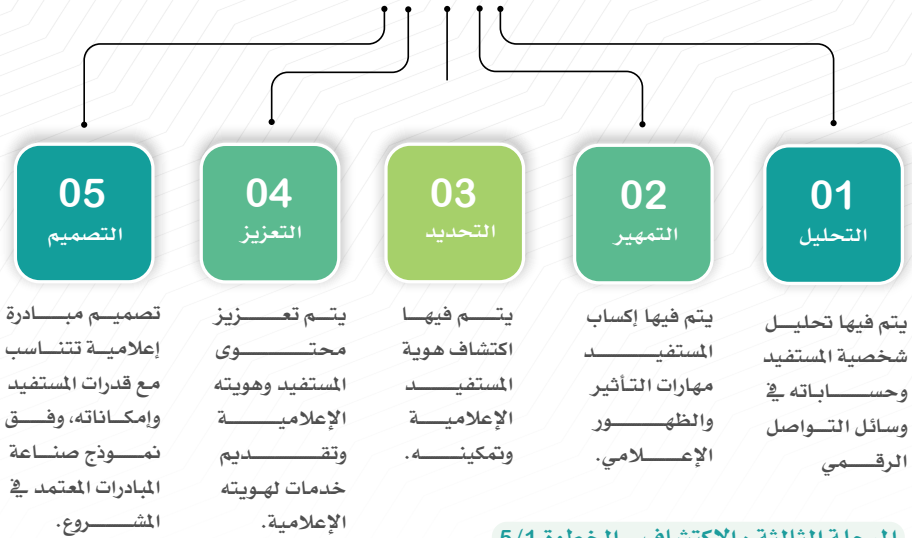 01
التحليل
يتم فيها تحليل
شخصية المستفيد
وحساباته في
وسائل التواصل
الرقمي
02
التمهير
يتم فيها إكساب
المستفيد
مهارات التأثير
والظهور
الإعلامي.
03
التحديد
يتم فيها
اكتشاف هوية
المستفيد
الإعلامية
وتمكينه.
04
التعزيز
يتم تعزيز
محتوى
المستفيد وهويته
الإعلامية
وتقديم
خدمات لهويته
الإعلامية.
05
التصميم
تصميم مبادرة
إعلامية تتناسب
مع قدرات المستفيد
وإمكاناته، وفق
نموذج صناعة
المبادرات المعتمد في
المشروع.